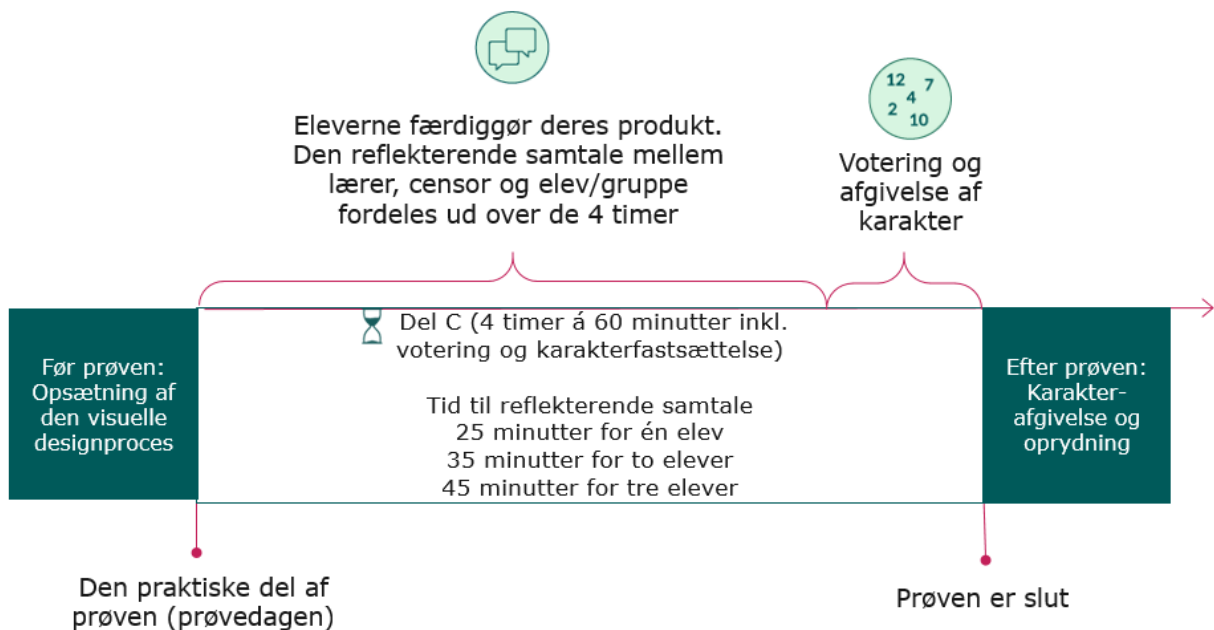 12
7
4
2
10
Eleverne færdiggør deres produkt.
Den reflekterende samtale mellem
lærer, censor og elev/gruppe
fordeles ud over de 4 timer
Votering og
afgivelse af
karakter
Før prøven:
Opsætning af
den visuelle
designproces
Del C (4 timer á 60 minutter inkl.
votering og karakterfastsættelse)
Tid til reflekterende samtale
25 minutter for én elev
35 minutter for to elever
45 minutter for tre elever
Efter prøven:
Karakter-
afgivelse og
oprydning
Den praktiske del af
prøven (prøvedagen)
Prøven er slut